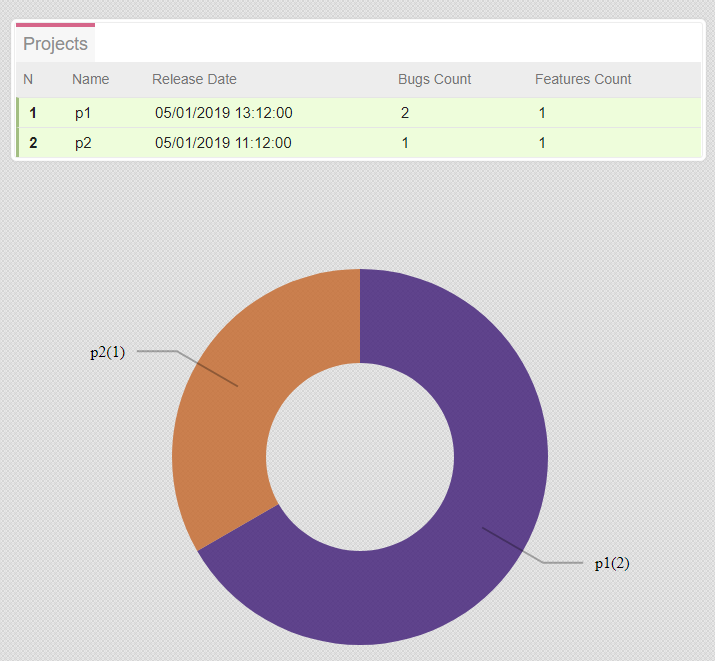 Projects
N Name Release Date Bugs Count Features Count
1 p1 05/01/2019 13:12:00 2 1
2 p2 05/01/2019 11:12:00 1 1
p2(1)
p1(2)